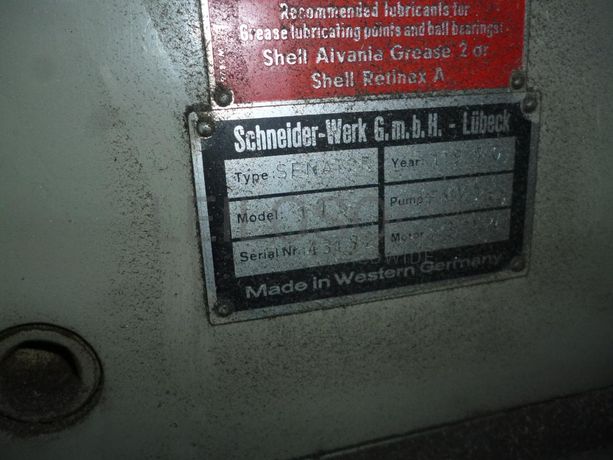 Recommended lubricants for
Grease lubricating points and ball bearings:
Shell Alvania Grease 2 or
Shell Retinax A
Schneider-Werk G.m.b.H. - Lübeck
Type: SENATOR Year:
Model: Pump
Serial Nr. Motor
Made in Western Germany